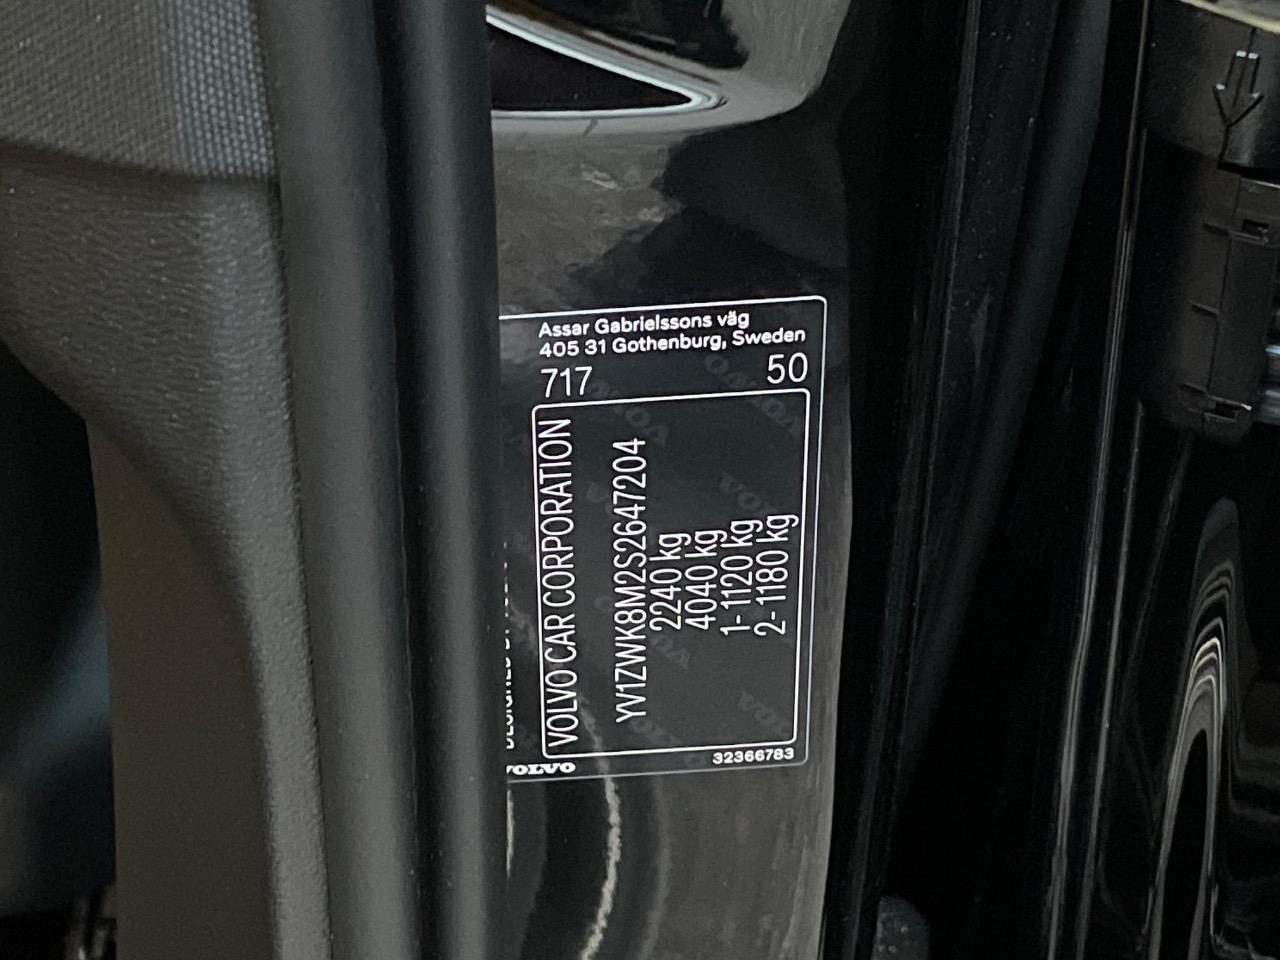 Assar Gabrielssons väg
405 31 Gothenburg, Sweden
717 50
VOLVO CAR CORPORATION
YV1ZWK8M2S2647204
2240 kg
4040 kg
1- 1120 kg
2- 1180 kg
VOLVO
32366783